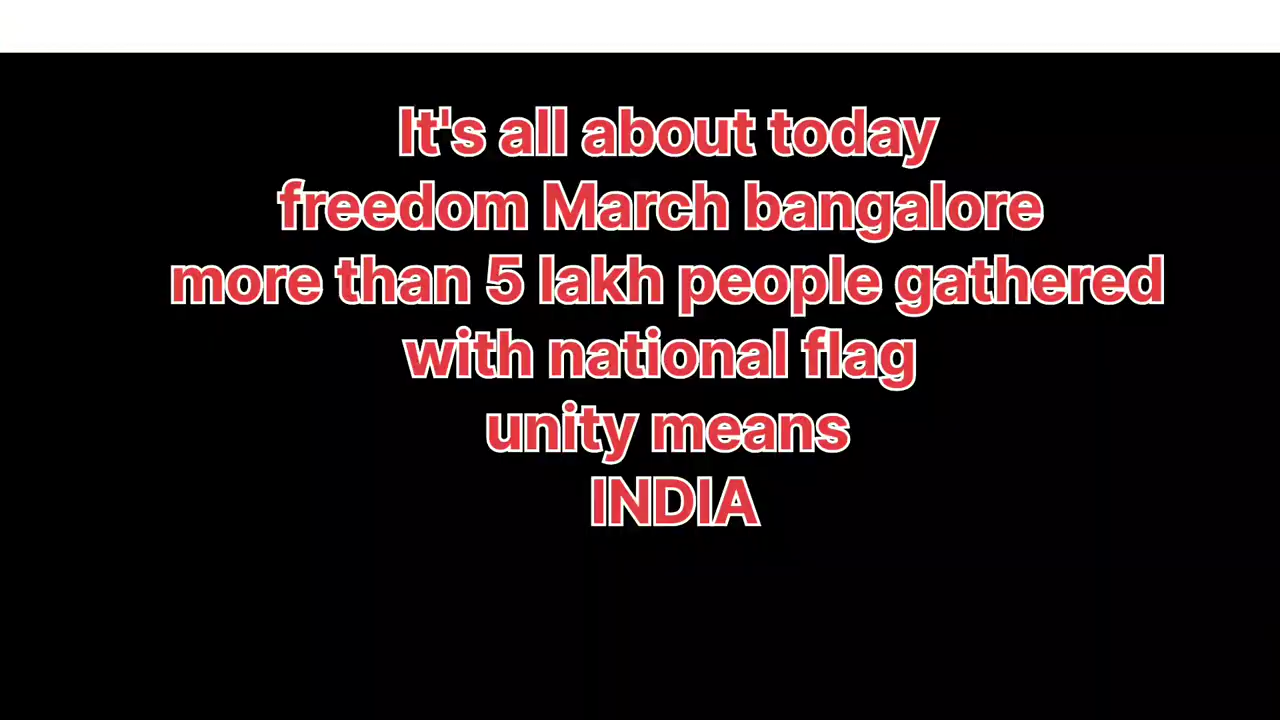 It's all about today
freedom March bangalore
more than 5 lakh people gathered
with national flag
unity means
INDIA